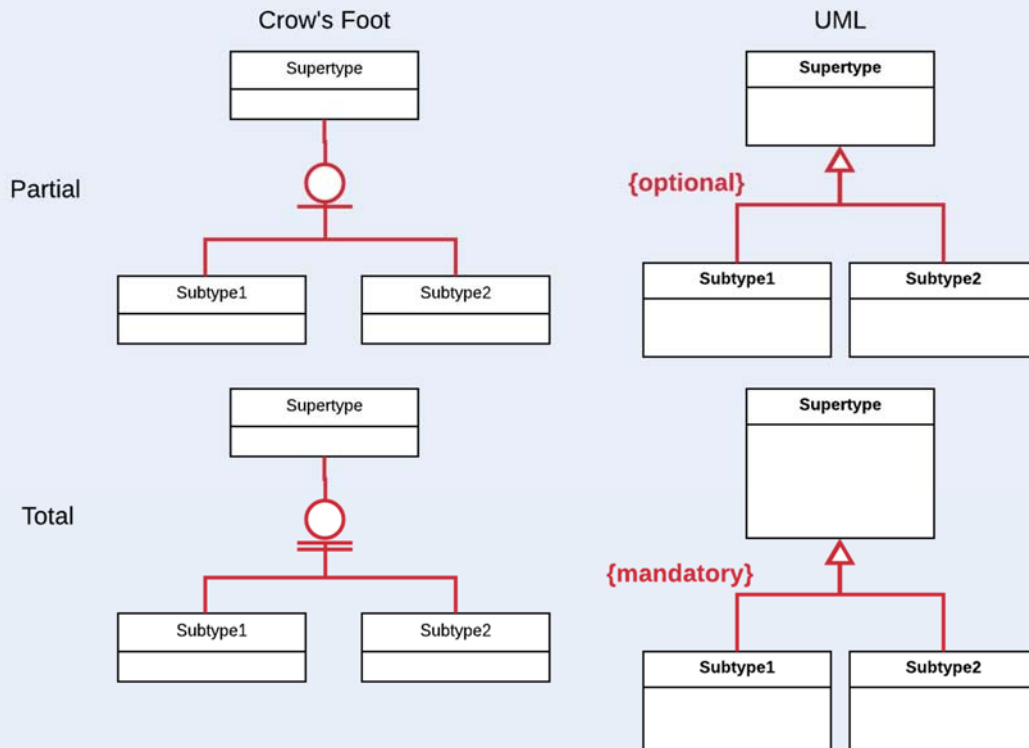 Crow's Foot
UML
Supertype
Supertype
Partial
{optional}
Subtype1
Subtype2
Subtype1
Subtype2
Supertype
Supertype
Total
{mandatory}
Subtype1
Subtype2
Subtype1
Subtype2